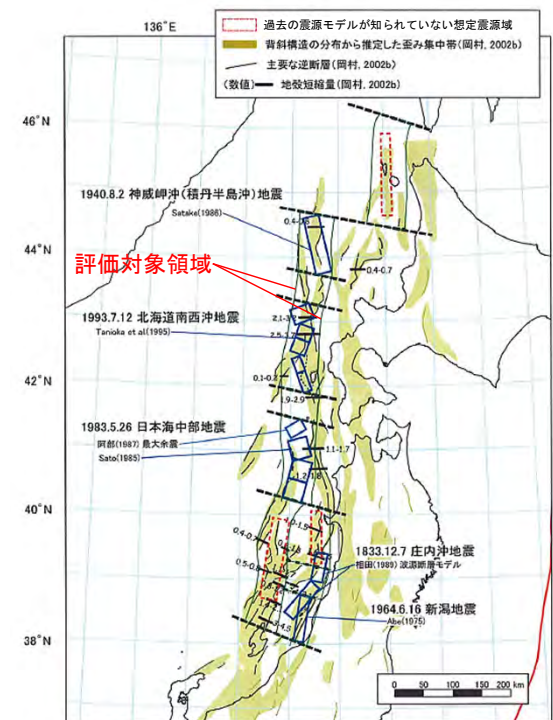 136°E
過去の震源モデルが知られていない想定震源域
背斜構造の分布から推定した歪み集中帯(岡村, 2002b)
主要な逆断層(岡村, 2002b)
(数値) 地殻短縮量(岡村, 2002b)
46°N
1940.8.2 神威岬沖(積丹半島沖)地震
Satake(1986)
44°N
評価対象領域
0.4-0.7
1993.7.12 北海道南西沖地震
Tanioka et al(1995)
42°N
1.9-2.9
1983.5.26 日本海中部地震
阿部(1987) 最大余震
Sato(1985)
1.1-1.7
40°N
1833.12.7 庄内沖地震
相田(1989) 波源断層モデル
1964.6.16 新潟地震
Abe(1975)
38°N
0 50 100 150 200 km